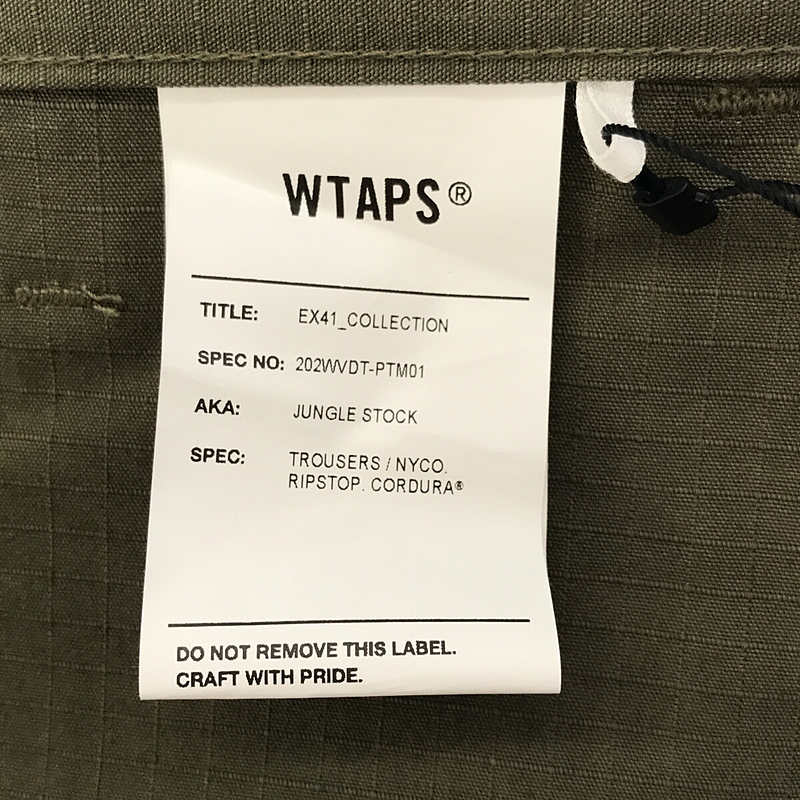 WTAPS®
TITLE: EX41_COLLECTION
SPEC NO: 202WVDT-PTM01
AKA: JUNGLE STOCK
SPEC: TROUSERS / NYCO.
RIPSTOP. CORDURA®
DO NOT REMOVE THIS LABEL.
CRAFT WITH PRIDE.